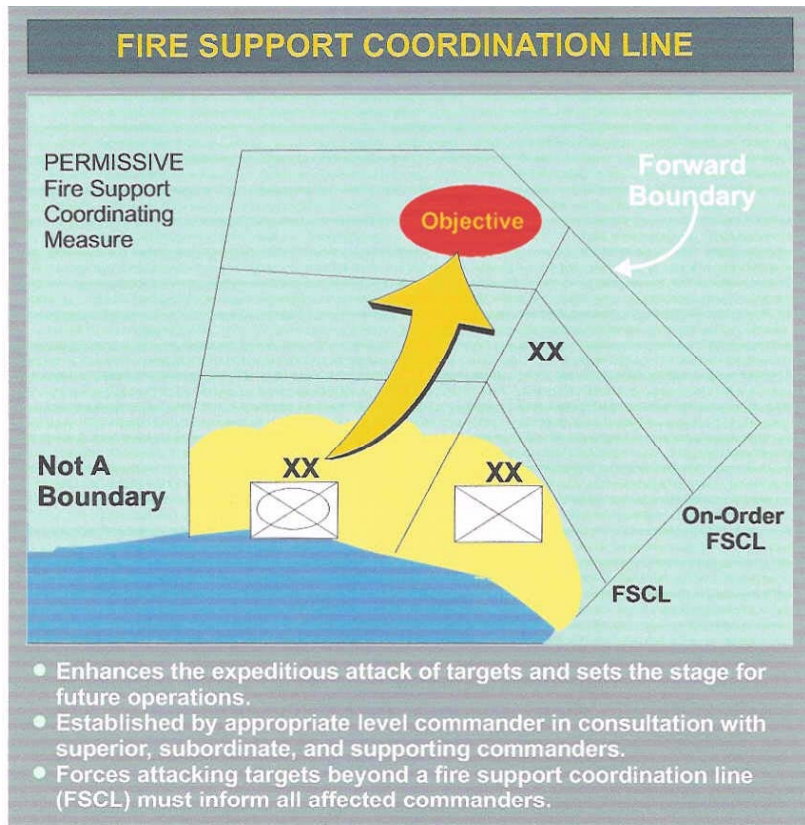 FIRE SUPPORT COORDINATION LINE
PERMISSIVE
Fire Support
Coordinating
Measure
Forward
Boundary
Objective
XX
Not A
Boundary
XX
XX
On-Order
FSCL
FSCL
● Enhances the expeditious attack of targets and sets the stage for
future operations.
● Established by appropriate level commander in consultation with
superior, subordinate, and supporting commanders.
● Forces attacking targets beyond a fire support coordination line
(FSCL) must inform all affected commanders.